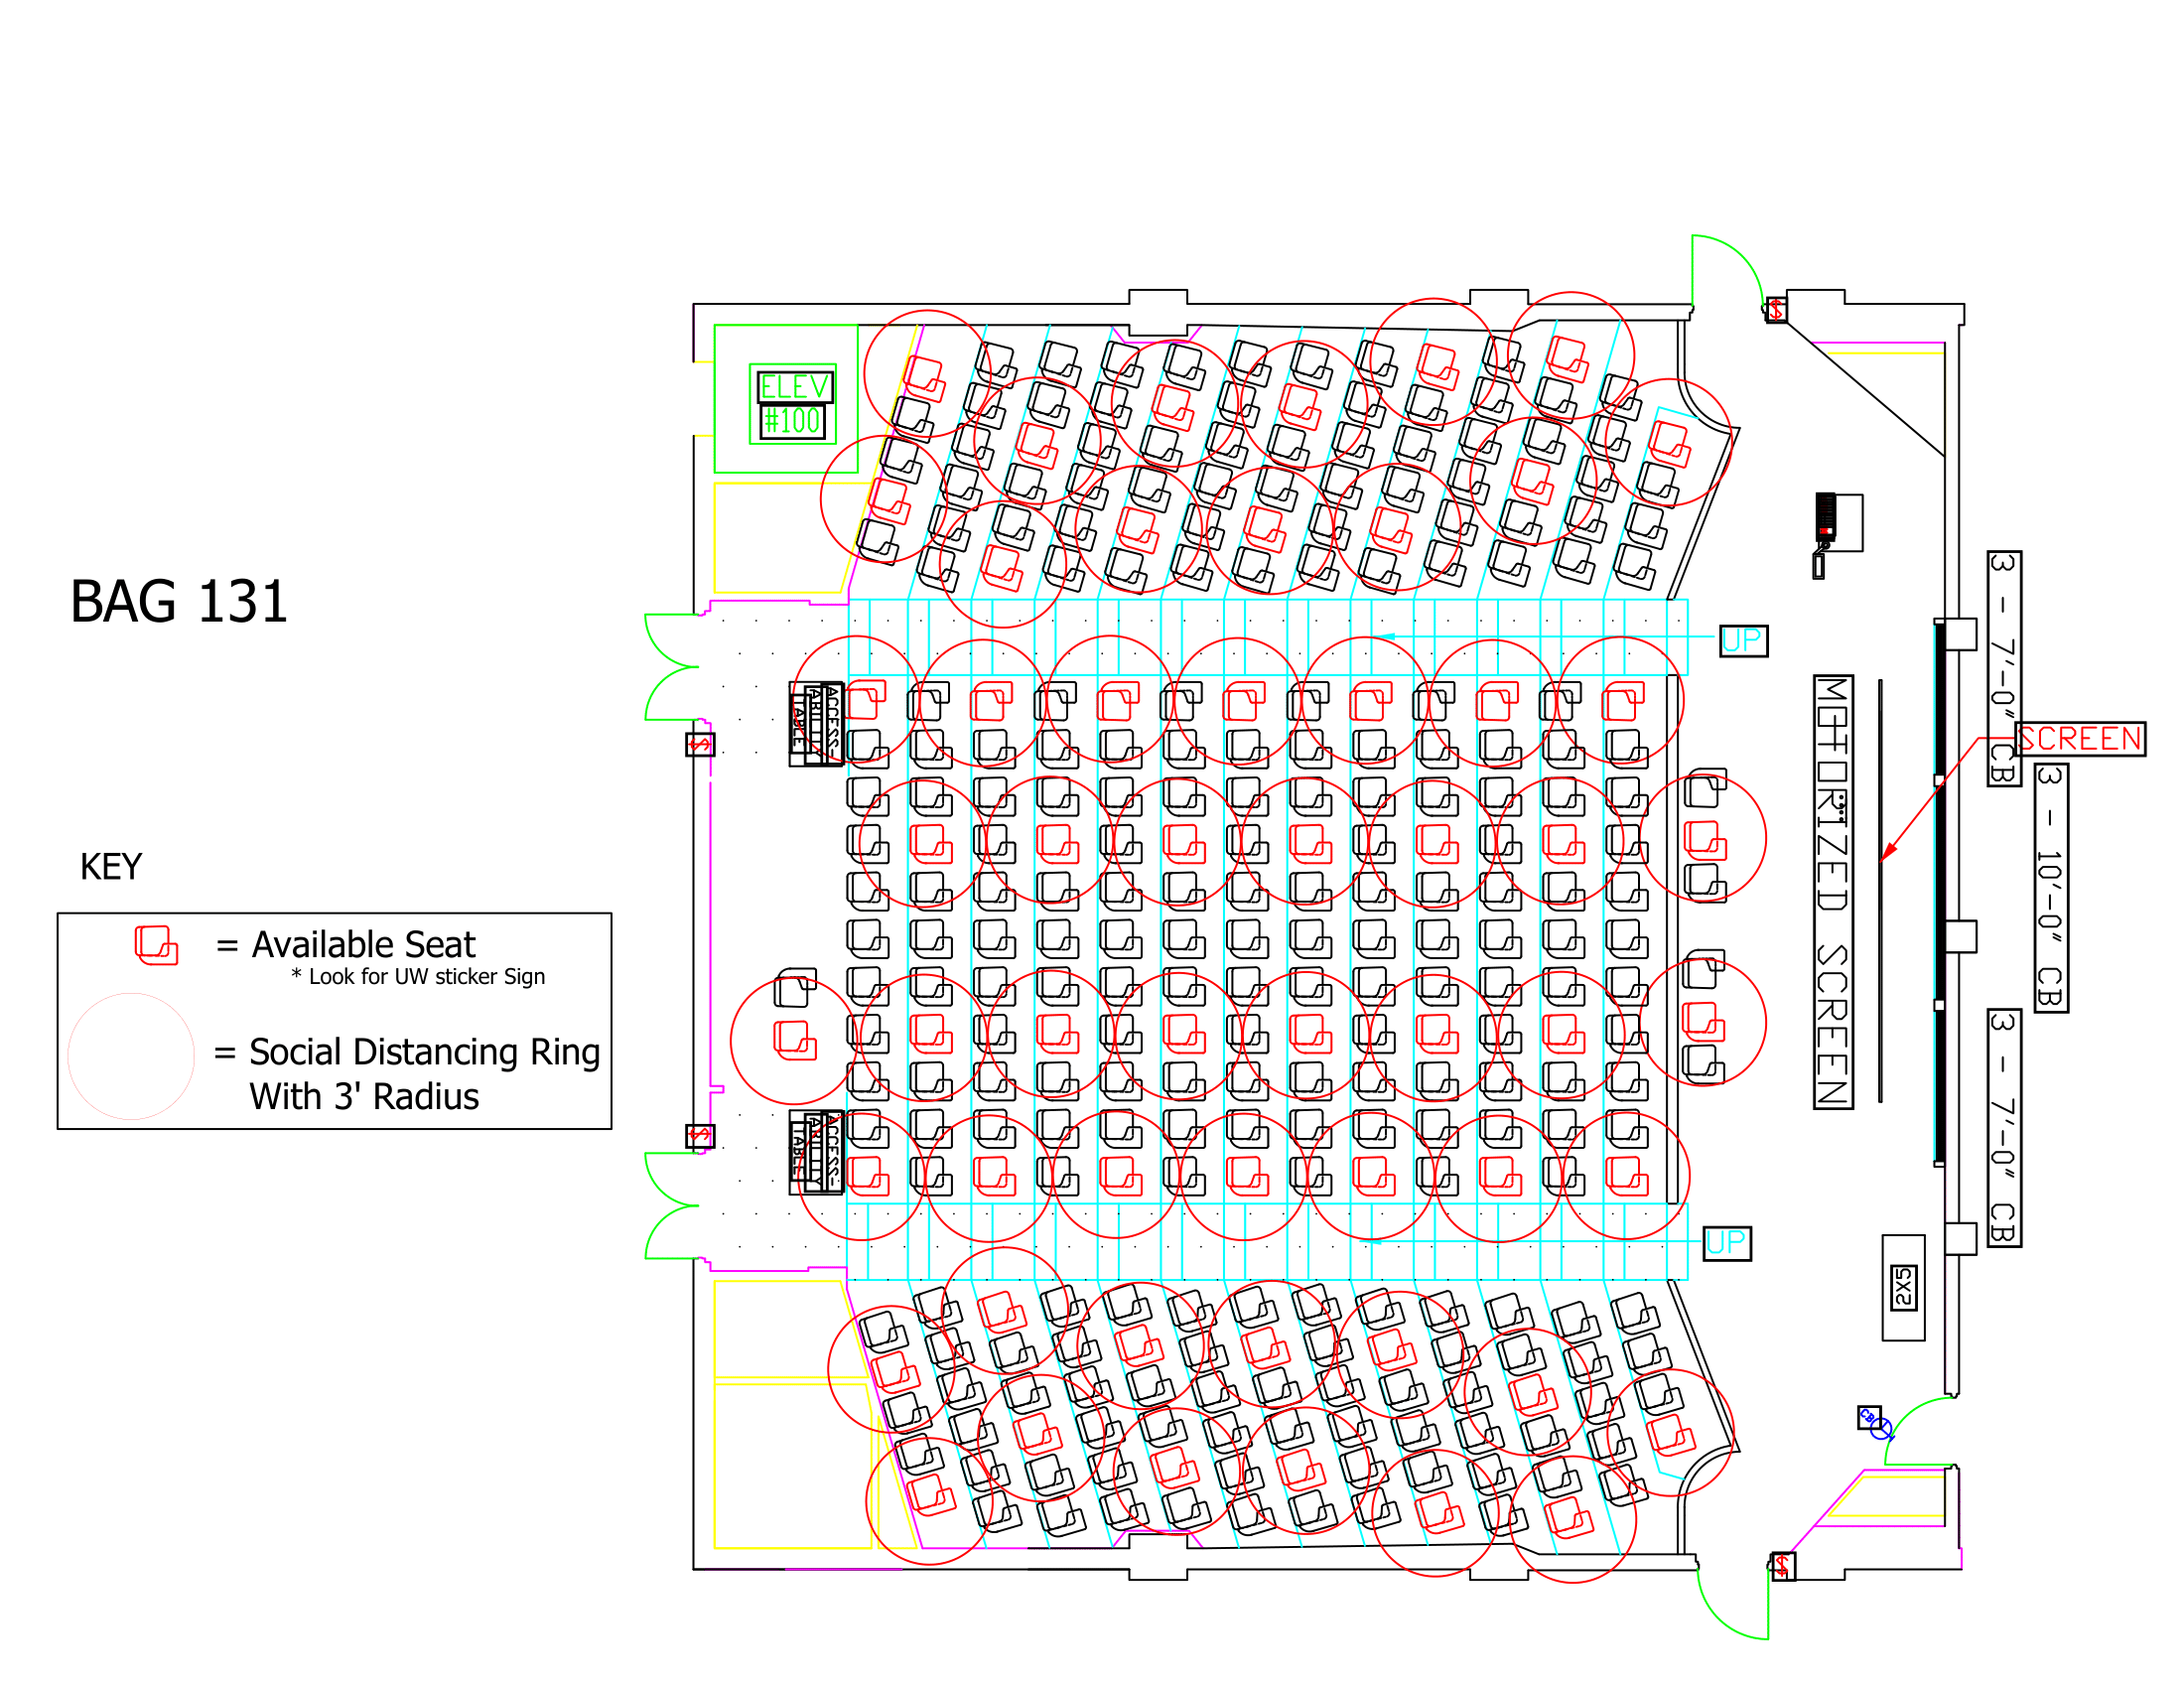 ELEV
#100
BAG 131
KEY
= Available Seat
* Look for UW sticker Sign
= Social Distancing Ring
With 3' Radius
UP
UP
ACCESS-
ABILITY
TABLE
ACCESS-
ABILITY
TABLE
MOTORIZED SCREEN
SCREEN
3 - 7'-0" CB
3 - 10'-0" CB
3 - 7'-0" CB
2X5
CB
$
$
$
$